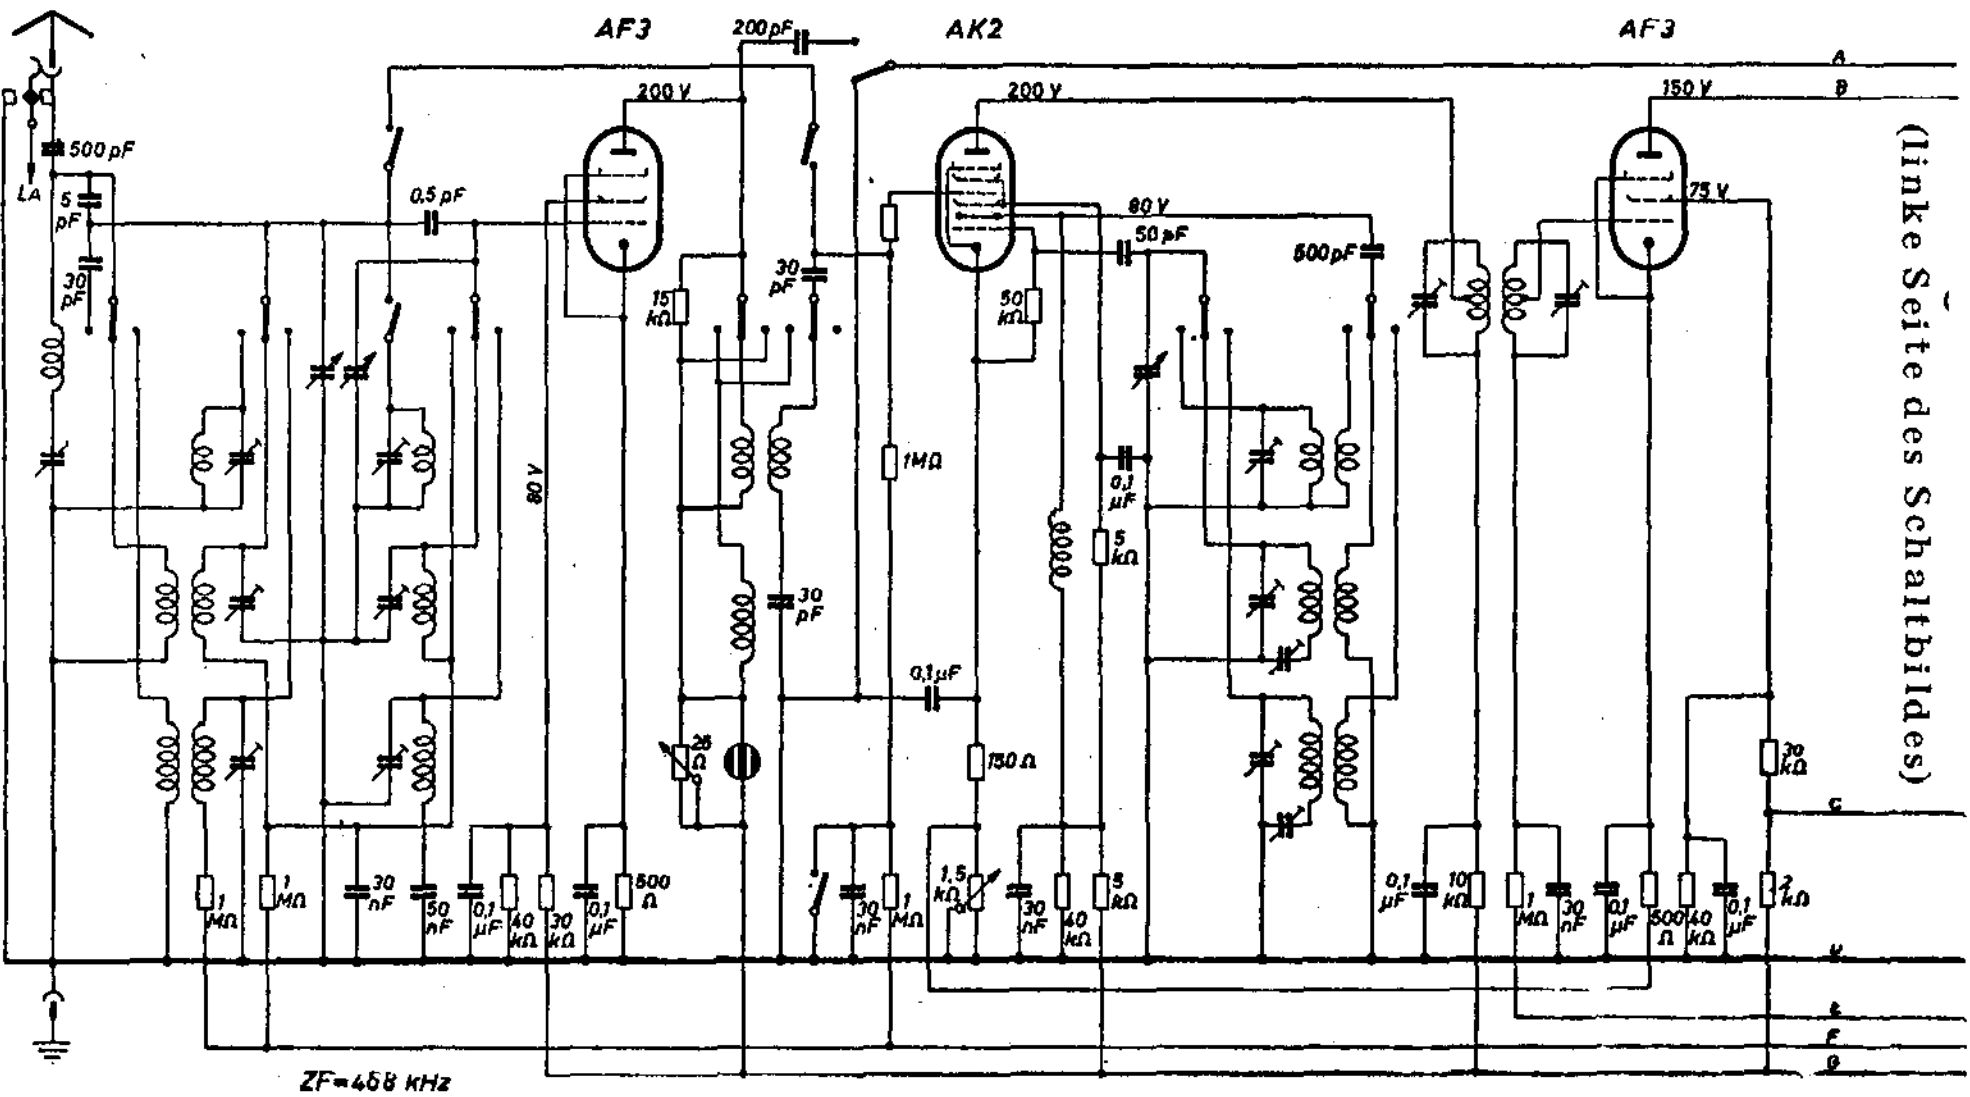 AF3
200 pF
AK2
AF3
A
200 V
200 V
150 V
B
500 pF
LA
5 pF
0,5 pF
75 V
80 V
50 pF
500 pF
30 pF
30 pF
15 kΩ
50 kΩ
1MΩ
80 V
0,1 µF
5 kΩ
30 pF
0,1 µF
25 Ω
150 Ω
30 kΩ
C
1 MΩ
1 MΩ
30 nF
50 nF
0,1 µF
40 kΩ
30 kΩ
0,1 µF
500 Ω
30 nF
1 MΩ
1,5 kΩ
30 nF
40 kΩ
5 kΩ
0,1 µF
10 kΩ
1 MΩ
30 nF
0,1 µF
500 Ω
40 kΩ
0,1 µF
2 kΩ
E
F
G
ZF=468 kHz
(linke Seite des Schaltbildes)